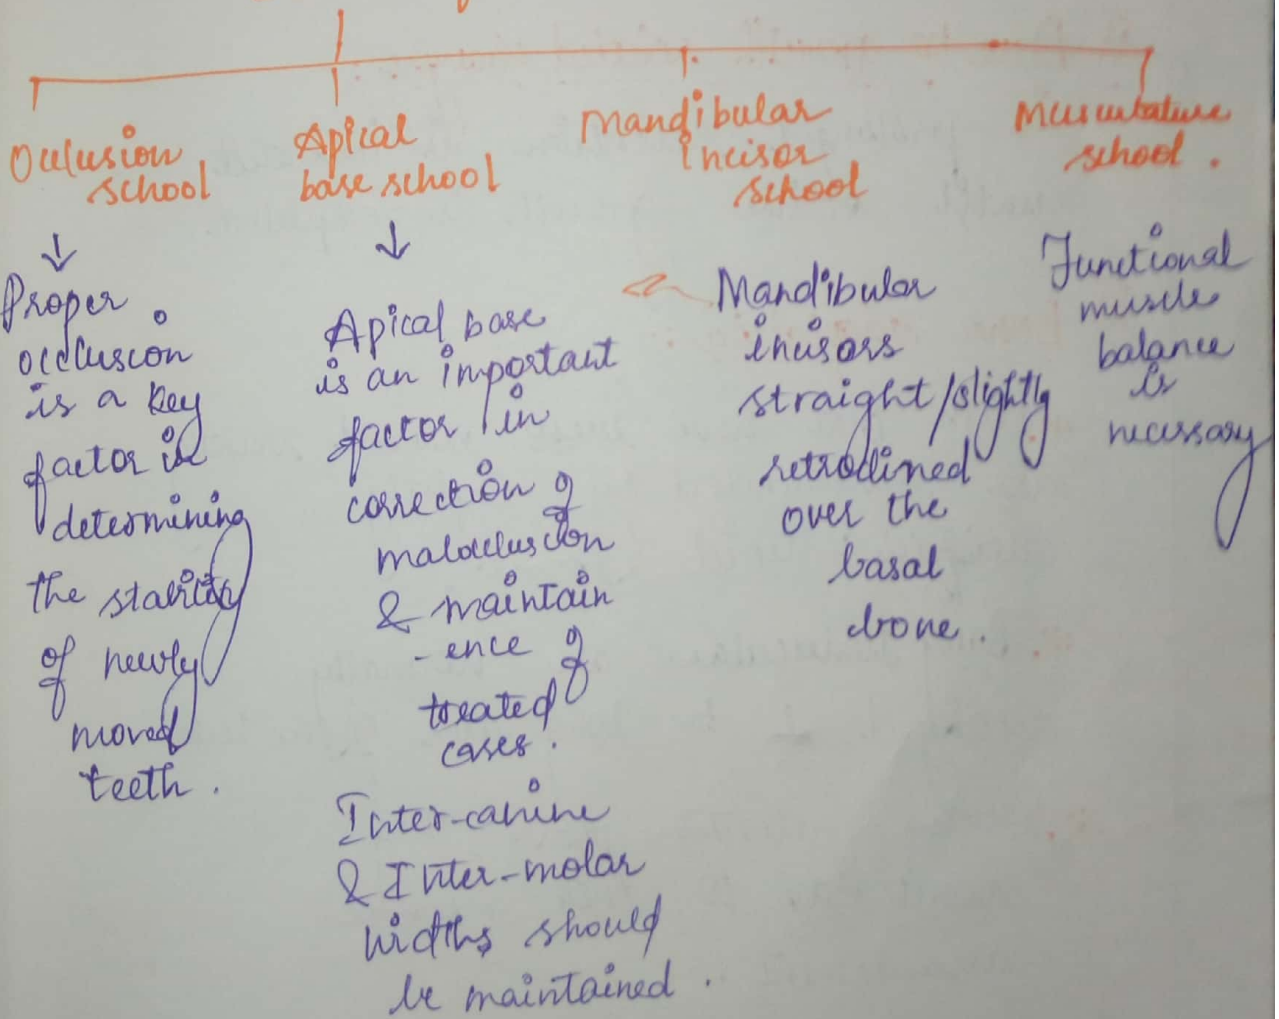 Occlusion
school
Apical
base school
Mandibular
incisor
school
Musculature
school.
Proper
occlusion
is a key
factor in
determining
the stability
of newly
moved
teeth.
Apical base
is an important
factor in
correction of
malocclusion
& maintain
-ence of
treated
cases.
Inter-canine
& Inter-molar
widths should
be maintained.
Mandibular
incisors
straight/slightly
retroclined
over the
basal
bone.
Functional
muscle
balance
is
necessary